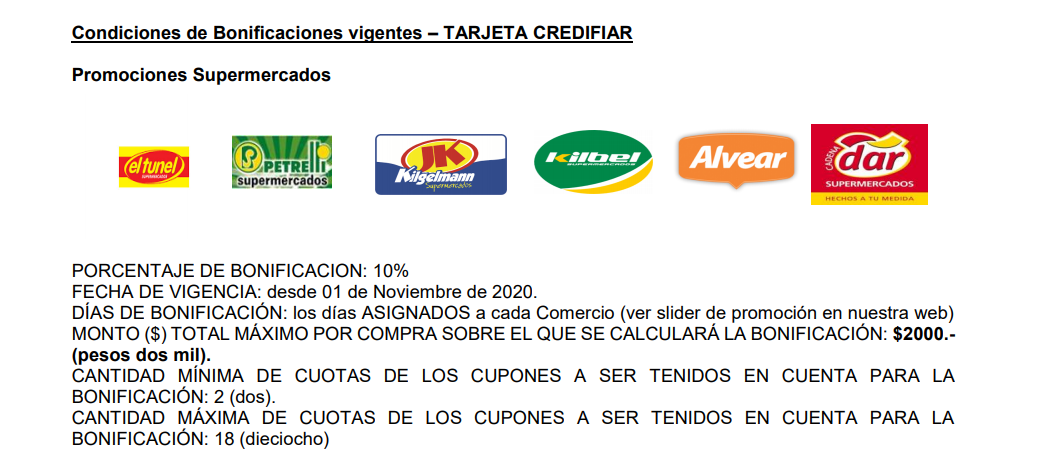 Condiciones de Bonificaciones vigentes – TARJETA CREDIFIAR
Promociones Supermercados
el tunel
SUPERMERCADOS
PETRELLI
supermercados
JK
Kilgelmann
Supermercados
Kilbel
SUPERMERCADOS
Alvear
CADENA
dar
SUPERMERCADOS
HECHOS A TU MEDIDA
PORCENTAJE DE BONIFICACION: 10%
FECHA DE VIGENCIA: desde 01 de Noviembre de 2020.
DÍAS DE BONIFICACIÓN: los días ASIGNADOS a cada Comercio (ver slider de promoción en nuestra web)
MONTO ($) TOTAL MÁXIMO POR COMPRA SOBRE EL QUE SE CALCULARÁ LA BONIFICACIÓN: $2000.-
(pesos dos mil).
CANTIDAD MÍNIMA DE CUOTAS DE LOS CUPONES A SER TENIDOS EN CUENTA PARA LA
BONIFICACIÓN: 2 (dos).
CANTIDAD MÁXIMA DE CUOTAS DE LOS CUPONES A SER TENIDOS EN CUENTA PARA LA
BONIFICACIÓN: 18 (dieciocho)